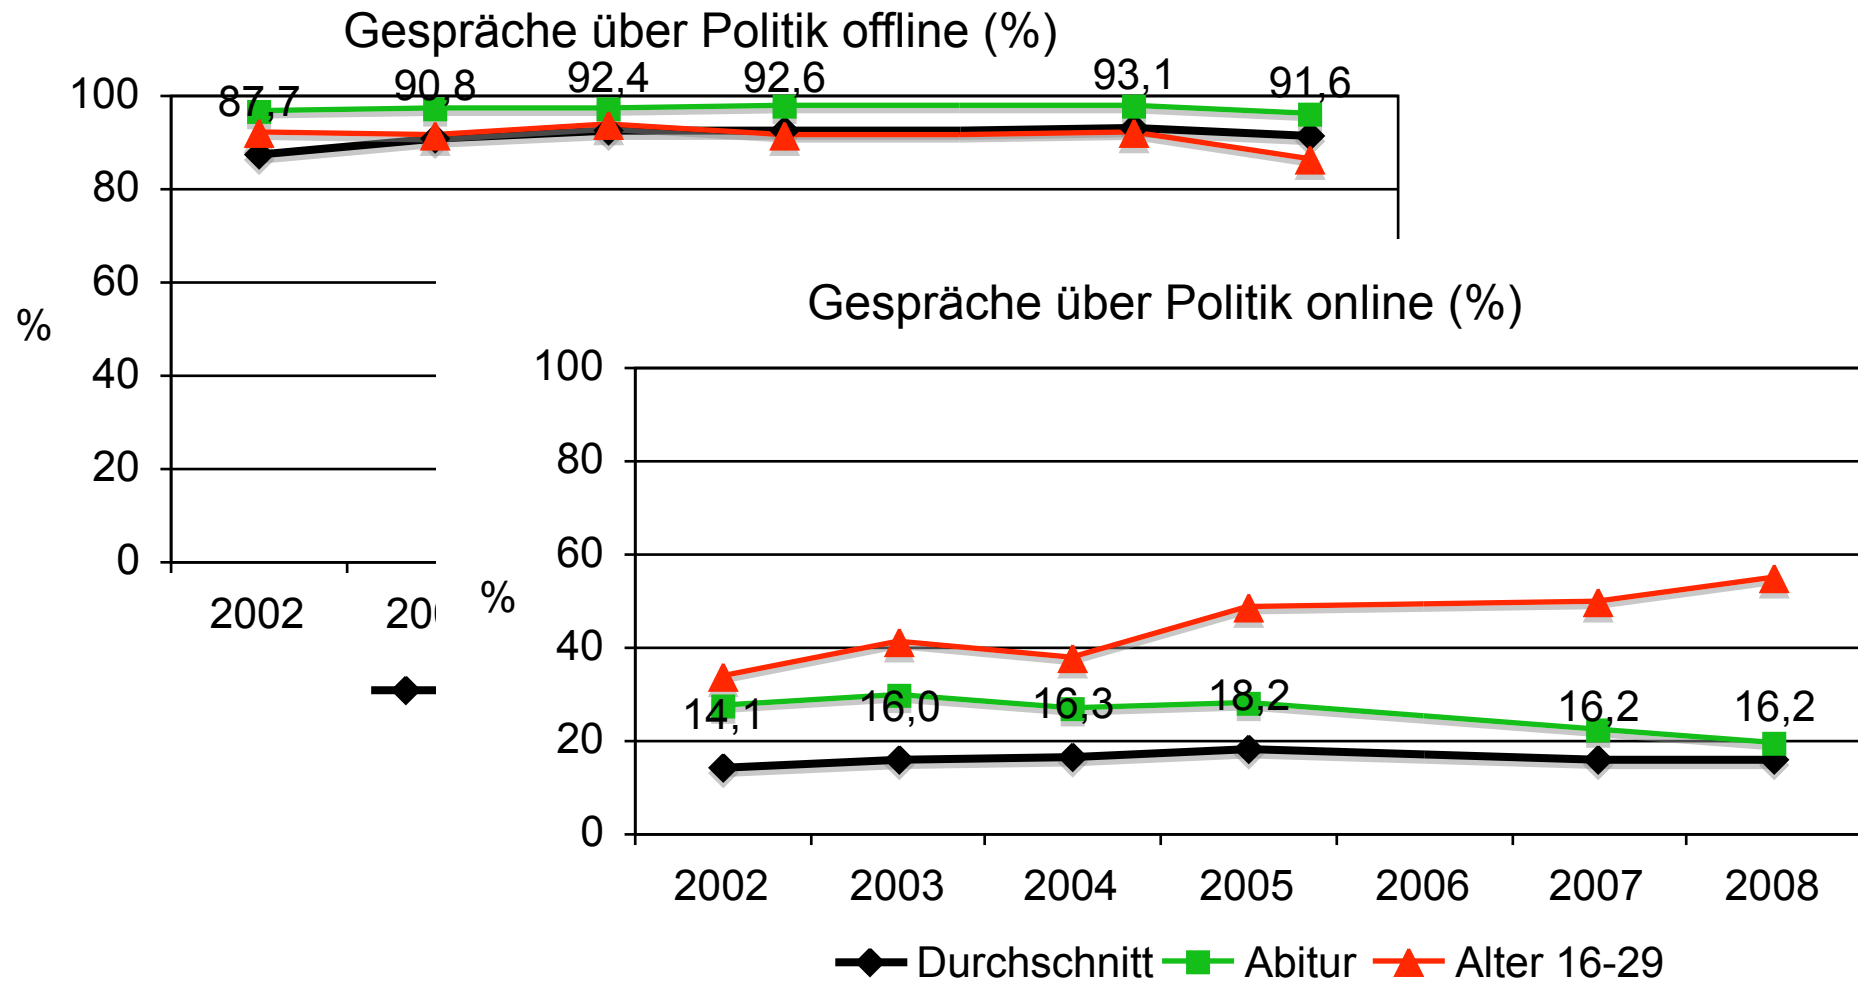 Gespräche über Politik offline (%)
87,7 90,8 92,4 92,6 93,1 91,6
100
80
60
%
40
20
0
2002 20
Gespräche über Politik online (%)
100
80
60
%
40
20
0
14,1 16,0 16,3 18,2 16,2 16,2
2002 2003 2004 2005 2006 2007 2008
Durchschnitt Abitur Alter 16-29